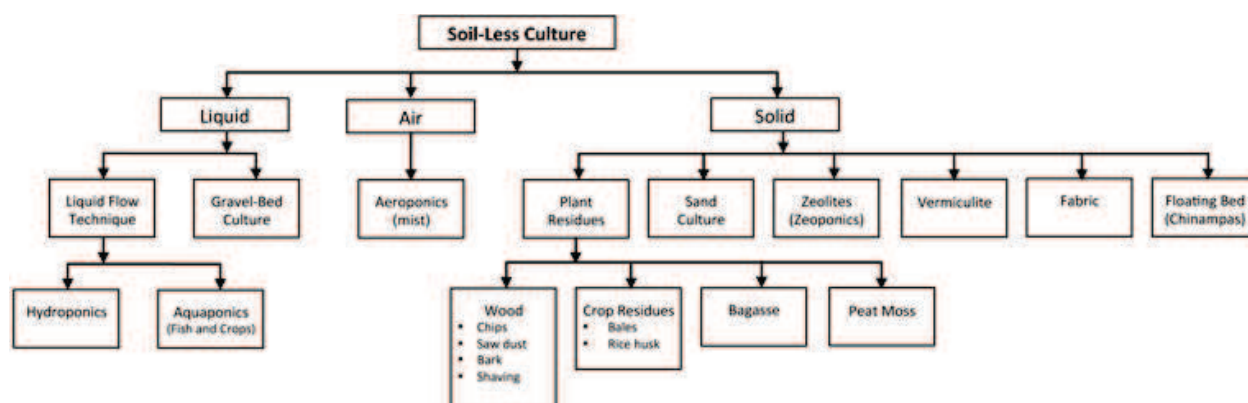 Soil-Less Culture
Liquid
Air
Solid
Liquid Flow
Technique
Gravel-Bed
Culture
Aeroponics
(mist)
Plant
Residues
Sand
Culture
Zeolites
(Zeoponics)
Vermiculite
Fabric
Floating Bed
(Chinampas)
Hydroponics
Aquaponics
(Fish and Crops)
Wood
▪ Chips
▪ Saw dust
▪ Bark
▪ Shaving
Crop Residues
▪ Bales
▪ Rice husk
Bagasse
Peat Moss